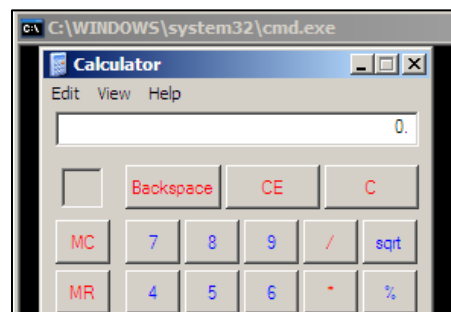 C:\WINDOWS\system32\cmd.exe
Calculator
Edit View Help
0.
Backspace CE C
MC 7 8 9 / sqrt
MR 4 5 6 * %